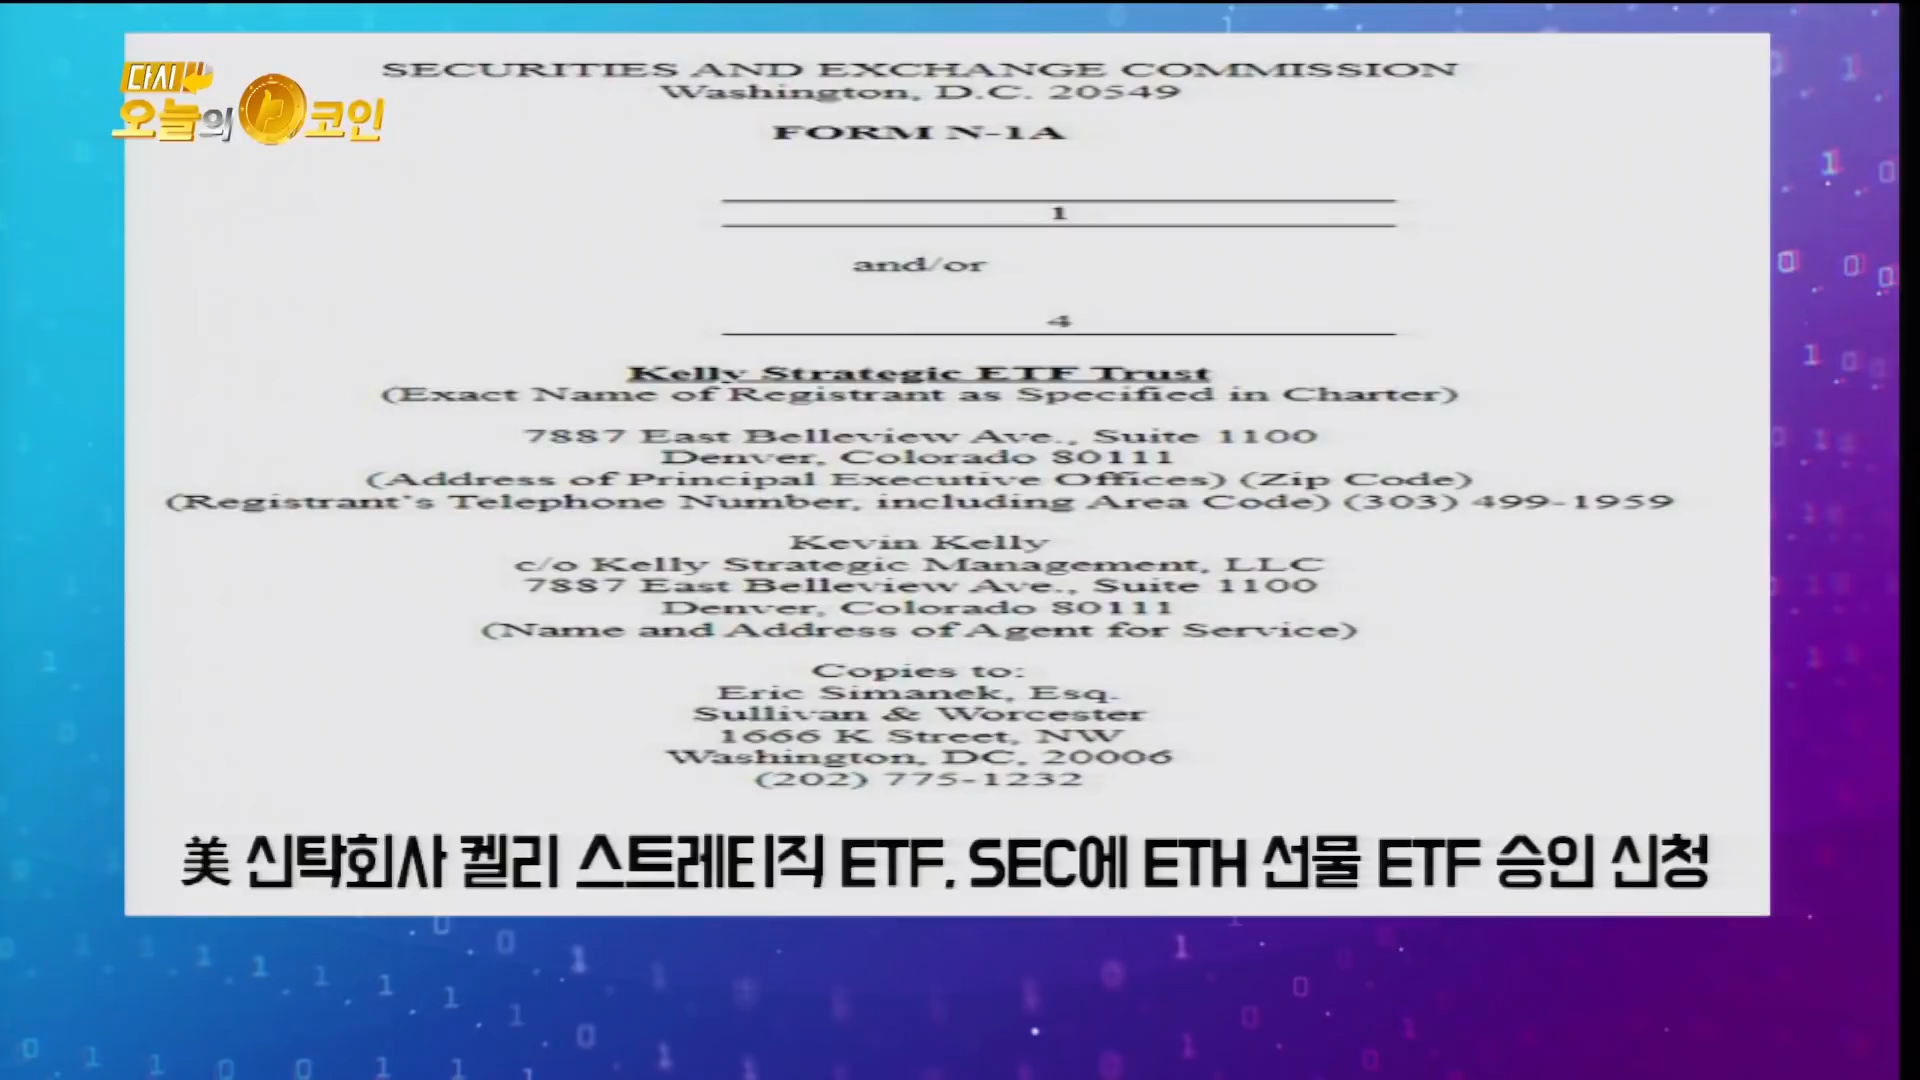 다시
오늘의 코인
SECURITIES AND EXCHANGE COMMISSION
Washington, D.C. 20549
FORM N-1A
1
and/or
4
Kelly Strategic ETF Trust
(Exact Name of Registrant as Specified in Charter)
7887 East Belleview Ave., Suite 1100
Denver, Colorado 80111
(Address of Principal Executive Offices) (Zip Code)
(Registrant's Telephone Number, including Area Code) (303) 499-1959
Kevin Kelly
c/o Kelly Strategic Management, LLC
7887 East Belleview Ave., Suite 1100
Denver, Colorado 80111
(Name and Address of Agent for Service)
Copies to:
Eric Simanek, Esq.
Sullivan & Worcester
1666 K Street, NW
Washington, DC, 20006
(202) 775-1232
美 신탁회사 켈리 스트레티직 ETF, SEC에 ETH 선물 ETF 승인 신청